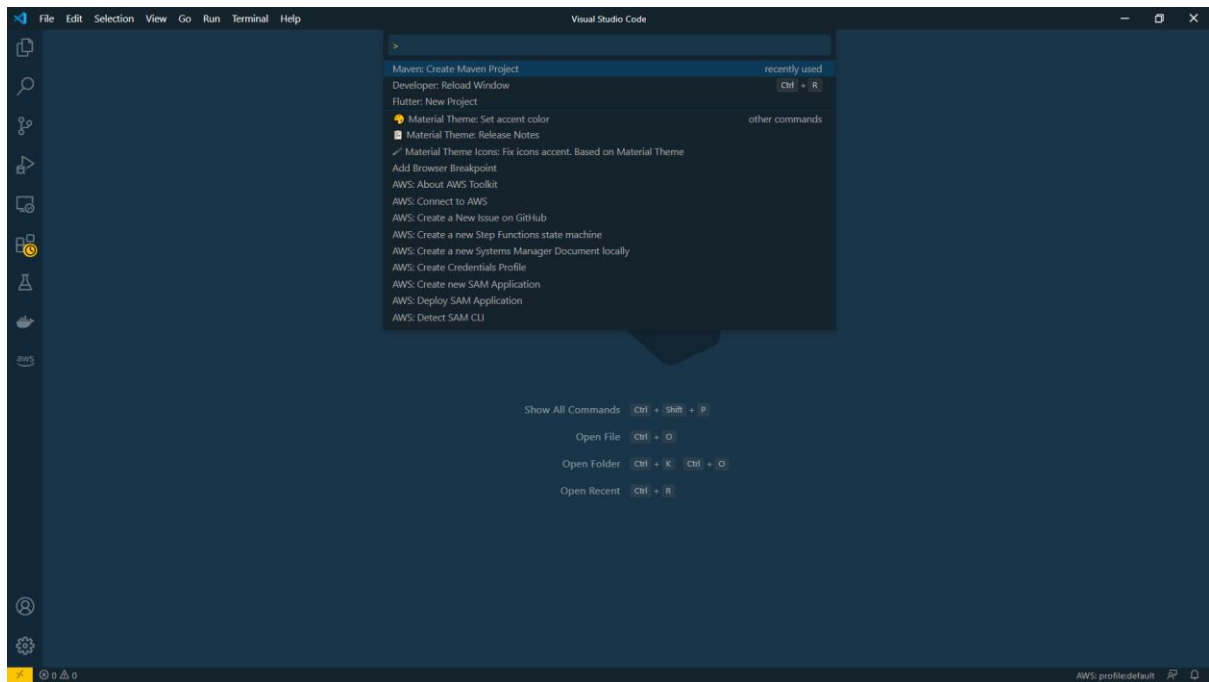 File Edit Selection View Go Run Terminal Help
Visual Studio Code
>
Maven: Create Maven Project recently used
Developer: Reload Window Ctrl + R
Flutter: New Project
Material Theme: Set accent color other commands
Material Theme: Release Notes
Material Theme Icons: Fix icons accent. Based on Material Theme
Add Browser Breakpoint
AWS: About AWS Toolkit
AWS: Connect to AWS
AWS: Create a New Issue on GitHub
AWS: Create a new Step Functions state machine
AWS: Create a new Systems Manager Document locally
AWS: Create Credentials Profile
AWS: Create new SAM Application
AWS: Deploy SAM Application
AWS: Detect SAM CLI
aws
Show All Commands Ctrl + Shift + P
Open File Ctrl + O
Open Folder Ctrl + K Ctrl + O
Open Recent Ctrl + R
0 0
AWS: profile:default